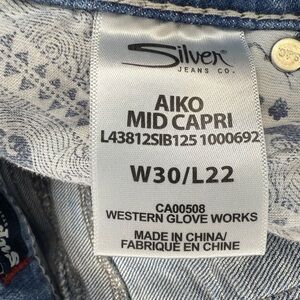 Silver
JEANS CO.
AIKO
MID CAPRI
L43812SIB125 1000692
W30/L22
CA00508
WESTERN GLOVE WORKS
MADE IN CHINA/
FABRIQUÉ EN CHINE